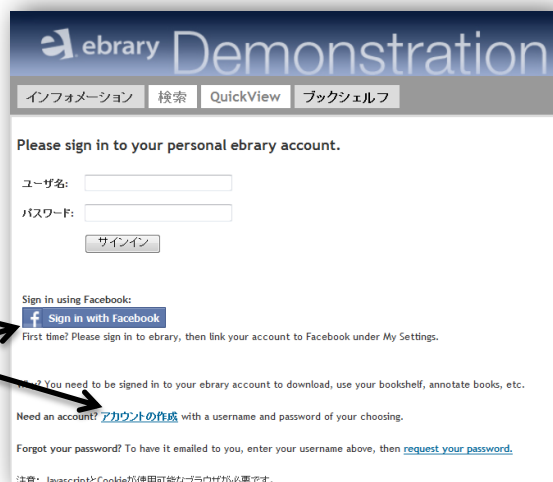 ebrary Demonstration
インフォメーション 検索 QuickView ブックシェルフ
Please sign in to your personal ebrary account.
ユーザ名:
パスワード:
サインイン
Sign in using Facebook:
f Sign in with Facebook
First time? Please sign in to ebrary, then link your account to Facebook under My Settings.
Why? You need to be signed in to your ebrary account to download, use your bookshelf, annotate books, etc.
Need an account? アカウントの作成 with a username and password of your choosing.
Forgot your password? To have it emailed to you, enter your username above, then request your password.
注意: JavascriptとCookieが使用可能なブラウザが必要です。